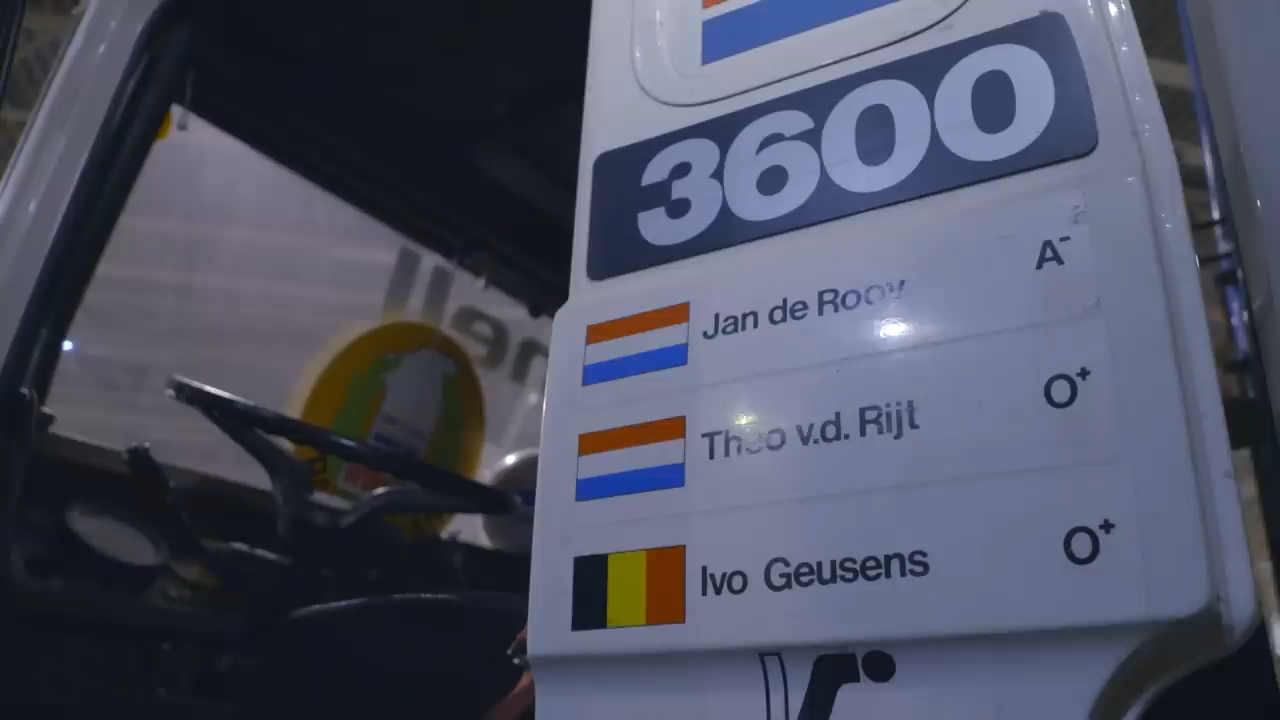 3600
Jan de Rooy A-
Theo v.d. Rijt O+
Ivo Geusens O+